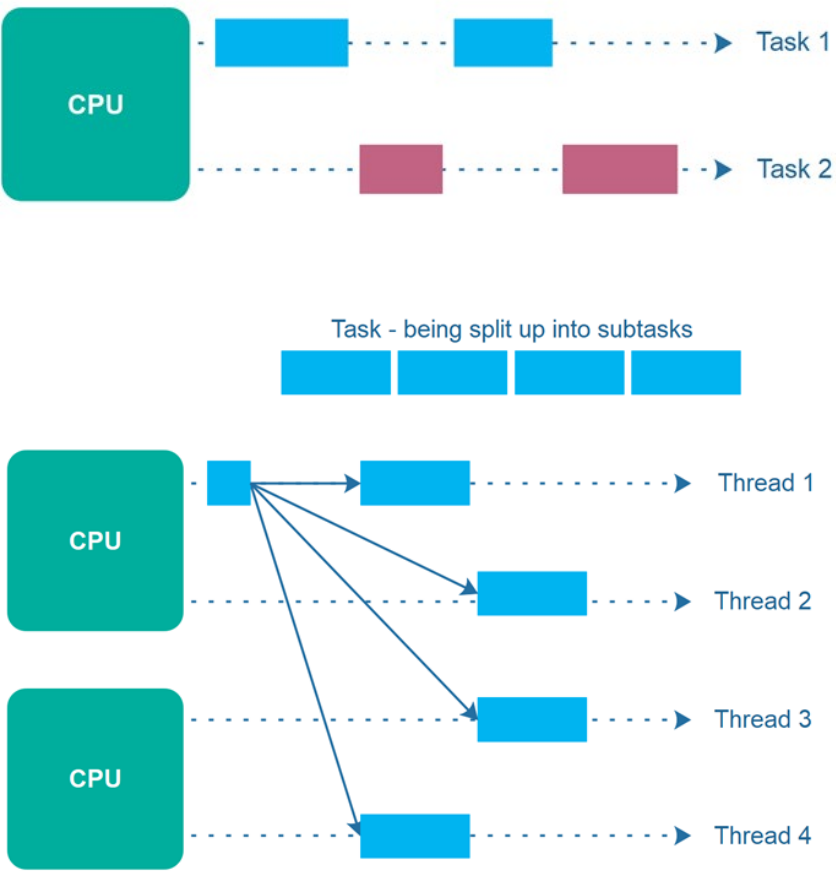 CPU
Task 1
Task 2
Task - being split up into subtasks
CPU
Thread 1
Thread 2
CPU
Thread 3
Thread 4